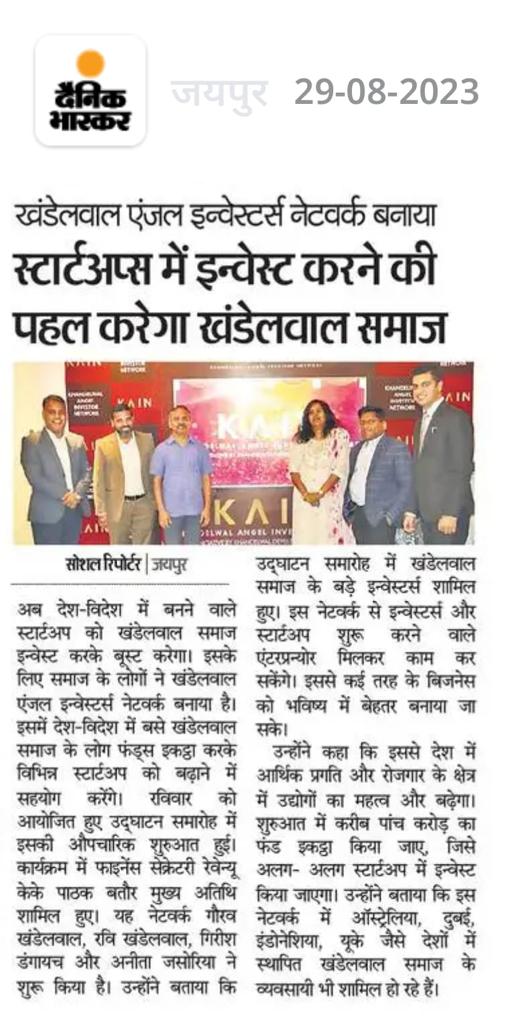 दैनिक
भास्कर
जयपुर 29-08-2023
खंडेलवाल एंजल इन्वेस्टर्स नेटवर्क बनाया
स्टार्टअप्स में इन्वेस्ट करने की
पहल करेगा खंडेलवाल समाज
KAIN
KAIN
KAIN
सोशल रिपोर्टर | जयपुर
अब देश-विदेश में बनने वाले
स्टार्टअप को खंडेलवाल समाज
इन्वेस्ट करके बूस्ट करेगा। इसके
लिए समाज के लोगों ने खंडेलवाल
एंजल इन्वेस्टर्स नेटवर्क बनाया है।
इसमें देश-विदेश में बसे खंडेलवाल
समाज के लोग फंड्स इकट्ठा करके
विभिन्न स्टार्टअप को बढ़ाने में
सहयोग करेंगे। रविवार को
आयोजित हुए उद्घाटन समारोह में
इसकी औपचारिक शुरुआत हुई।
कार्यक्रम में फाइनेंस सेक्रेटरी रेवेन्यू
केके पाठक बतौर मुख्य अतिथि
शामिल हुए। यह नेटवर्क गौरव
खंडेलवाल, रवि खंडेलवाल, गिरीश
डंगायच और अनीता जसोरिया ने
शुरू किया है। उन्होंने बताया कि
उद्घाटन समारोह में खंडेलवाल
समाज के बड़े इन्वेस्टर्स शामिल
हुए। इस नेटवर्क से इन्वेस्टर्स और
स्टार्टअप शुरू करने वाले
एंटरप्रन्योर मिलकर काम कर
सकेंगे। इससे कई तरह के बिजनेस
को भविष्य में बेहतर बनाया जा
सके।
उन्होंने कहा कि इससे देश में
आर्थिक प्रगति और रोजगार के क्षेत्र
में उद्योगों का महत्व और बढ़ेगा।
शुरुआत में करीब पांच करोड़ का
फंड इकट्ठा किया जाए, जिसे
अलग- अलग स्टार्टअप में इन्वेस्ट
किया जाएगा। उन्होंने बताया कि इस
नेटवर्क में ऑस्ट्रेलिया, दुबई,
इंडोनेशिया, यूके जैसे देशों में
स्थापित खंडेलवाल समाज के
व्यवसायी भी शामिल हो रहे हैं।